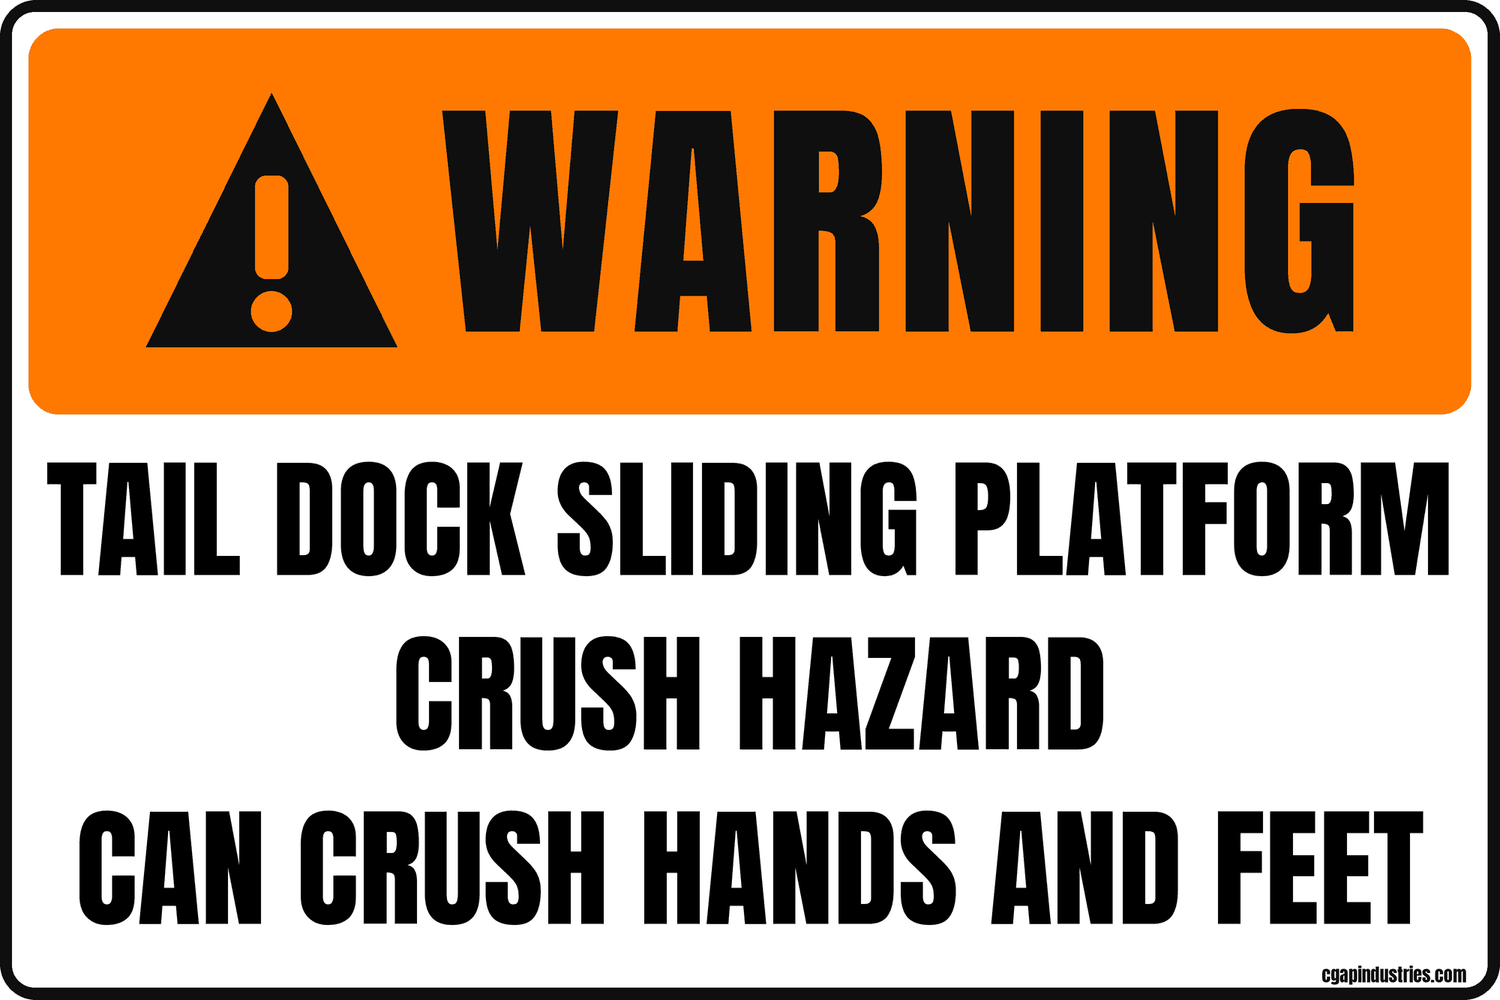 WARNING
TAIL DOCK SLIDING PLATFORM
CRUSH HAZARD
CAN CRUSH HANDS AND FEET
cgapindustries.com